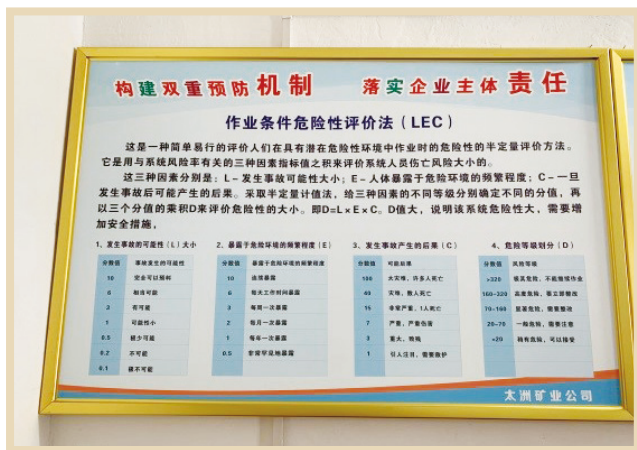 构建双重预防机制 落实企业主体责任
作业条件危险性评价法（LEC）
这是一种简单易行的评价人们在具有潜在危险性环境中作业时的危险性的半定量评价方法。
它是用与系统风险率有关的三种因素指标值之积来评价系统人员伤亡风险大小的。
这三种因素分别是：L-发生事故可能性大小；E-人体暴露于危险环境的频繁程度；C-一旦
发生事故后可能产生的后果。采取半定量计值法，给三种因素的不同等级分别确定不同的分值，再
以三个分值的乘积D来评价危险性的大小。即D=L×E×C。D值大，说明该系统危险性大，需要增
加安全措施，
1、发生事故的可能性（L）大小
分数值 事故发生的可能性
10 完全可以预料
6 相当可能
3 有可能
1 可能性小
0.5 很少可能
0.2 不可能
0.1 极不可能
2、暴露于危险环境的频繁程度（E）
分数值 暴露于危险环境的频繁程度
10 连续暴露
6 每天工作时间暴露
3 每周一次暴露
2 每月一次暴露
1 每年一次暴露
0.5 非常罕见地暴露
3、发生事故产生的后果（C）
分数值 可能后果
100 大灾难，许多人死亡
40 灾难，数人死亡
15 非常严重，1人死亡
7 严重，严重伤害
3 重大，致残
1 引人注目，需要救护
4、危险等级划分（D）
分数值 风险等级
>320 极其危险，不能继续作业
160-320 高度危险，要立即整改
70-160 显著危险，需要整改
20-70 一般危险，需要注意
<20 稍有危险，可以接受
太洲矿业公司